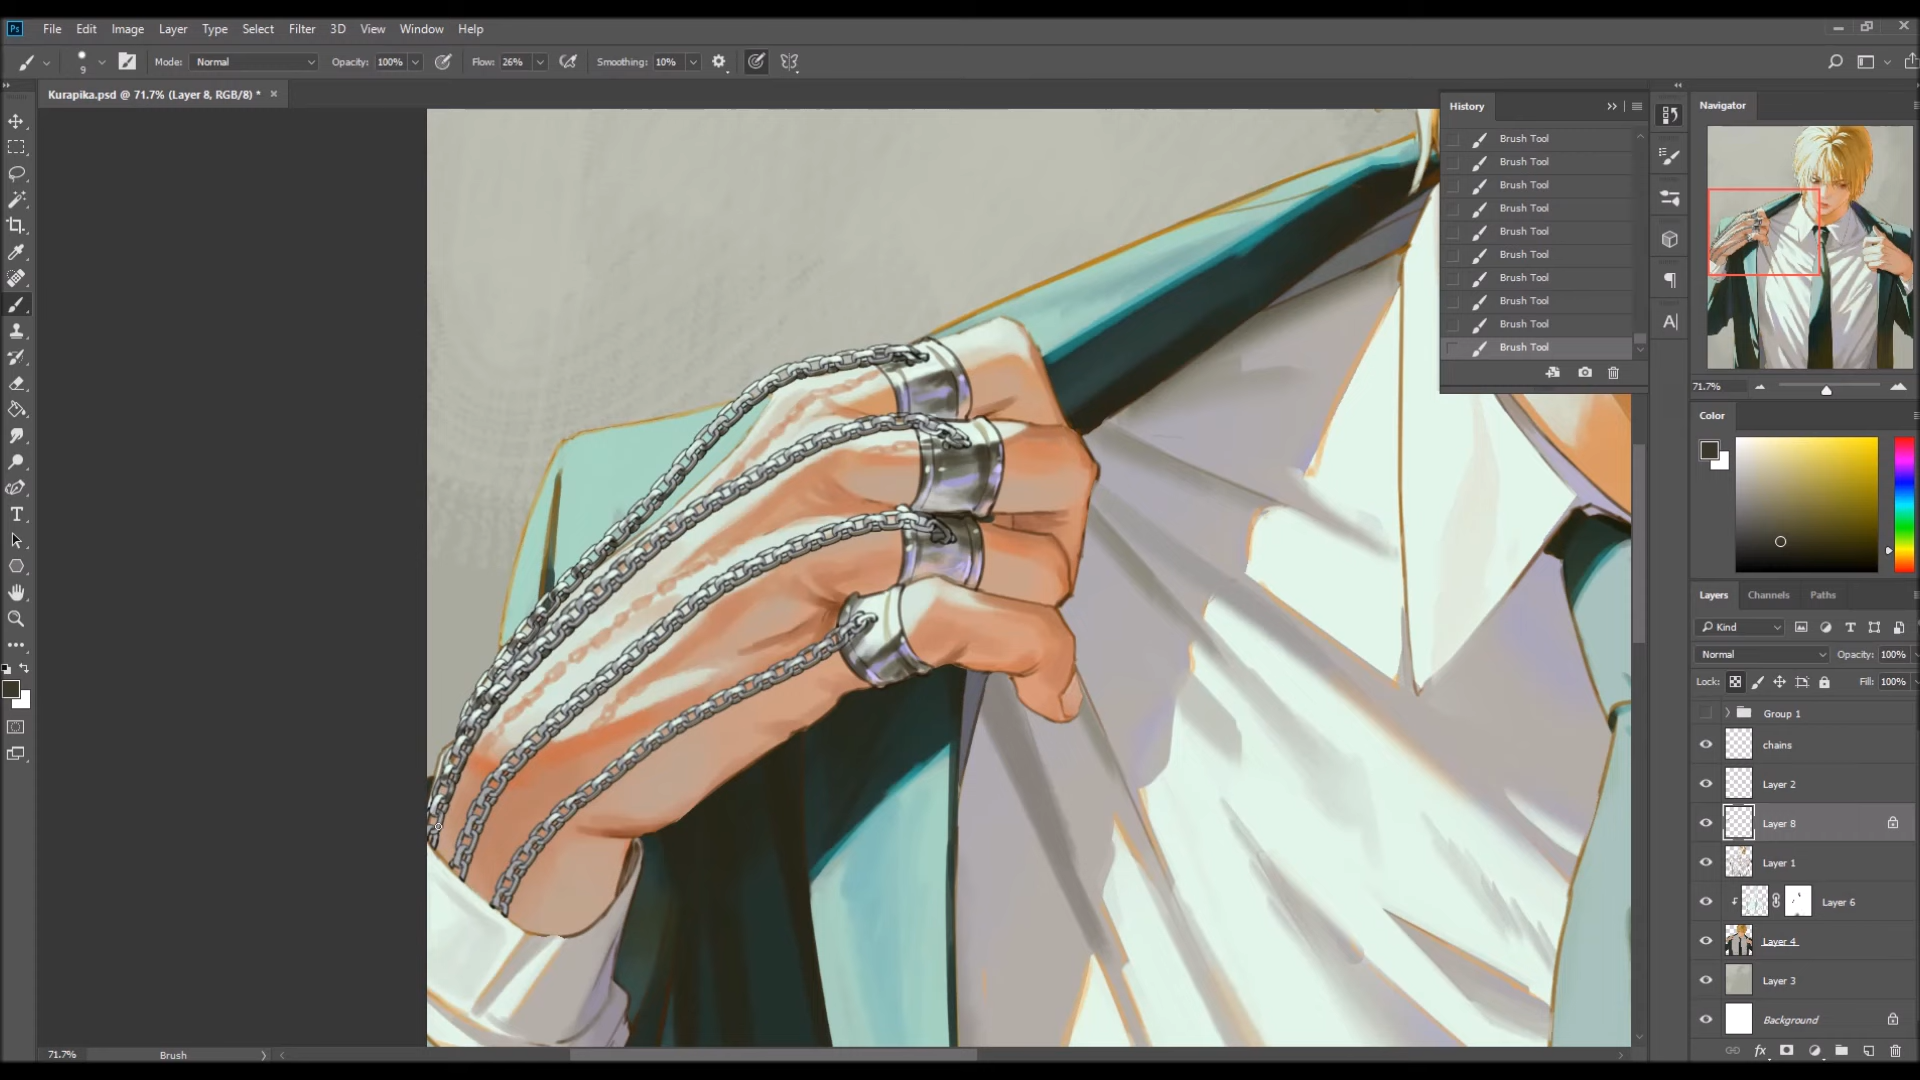 Ps File Edit Image Layer Type Select Filter 3D View Window Help
9 Mode: Normal Opacity: 100% Flow: 26% Smoothing: 10%
Kurapika.psd @ 71.7% (Layer 8, RGB/8) *
History
Brush Tool
Brush Tool
Brush Tool
Brush Tool
Brush Tool
Brush Tool
Brush Tool
Brush Tool
Brush Tool
Brush Tool
Navigator
71.7%
Color
Layers Channels Paths
Kind
Normal Opacity: 100%
Lock: Fill: 100%
Group 1
chains
Layer 2
Layer 8
Layer 1
Layer 6
Layer 4
Layer 3
Background
fx
71.7% Brush